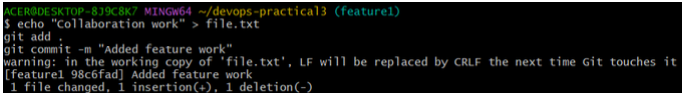 ACER@DESKTOP-8J9C8K7 MINGW64 ~/devops-practical3 (feature1)
$ echo "Collaboration work" > file.txt
git add .
git commit -m "Added feature work"
warning: in the working copy of 'file.txt', LF will be replaced by CRLF the next time Git touches it
[feature1 98c6fad] Added feature work
 1 file changed, 1 insertion(+), 1 deletion(-)